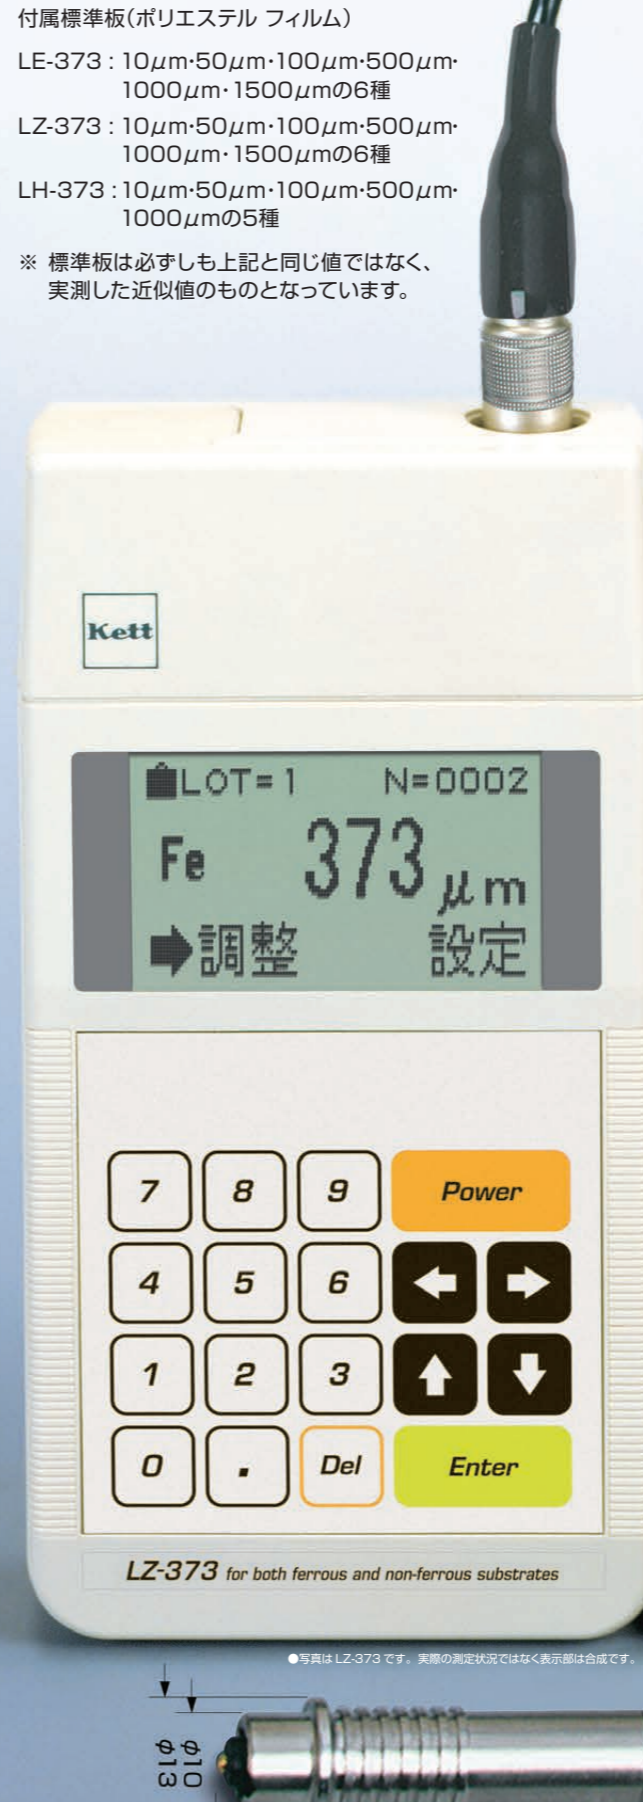 付属標準板(ポリエステル フィルム)
LE-373 : 10μm・50μm・100μm・500μm・
1000μm・1500μmの6種
LZ-373 : 10μm・50μm・100μm・500μm・
1000μm・1500μmの6種
LH-373 : 10μm・50μm・100μm・500μm・
1000μmの5種
※ 標準板は必ずしも上記と同じ値ではなく、
実測した近似値のものとなっています。
Kett
LOT=1 N=0002
Fe 373 μm
➡調整 設定
7 8 9 Power
4 5 6 ← →
1 2 3 ↑ ↓
0 . Del Enter
LZ-373 for both ferrous and non-ferrous substrates
●写真は LZ-373 です。実際の測定状況ではなく表示部は合成です。
φ10
φ13